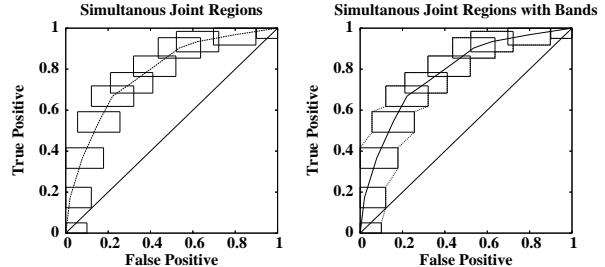 Simultanous Joint Regions
True Positive
1
0.8
0.6
0.4
0.2
0
0 0.2 0.4 0.6 0.8 1
False Positive
Simultanous Joint Regions with Bands
True Positive
1
0.8
0.6
0.4
0.2
0
0 0.2 0.4 0.6 0.8 1
False Positive